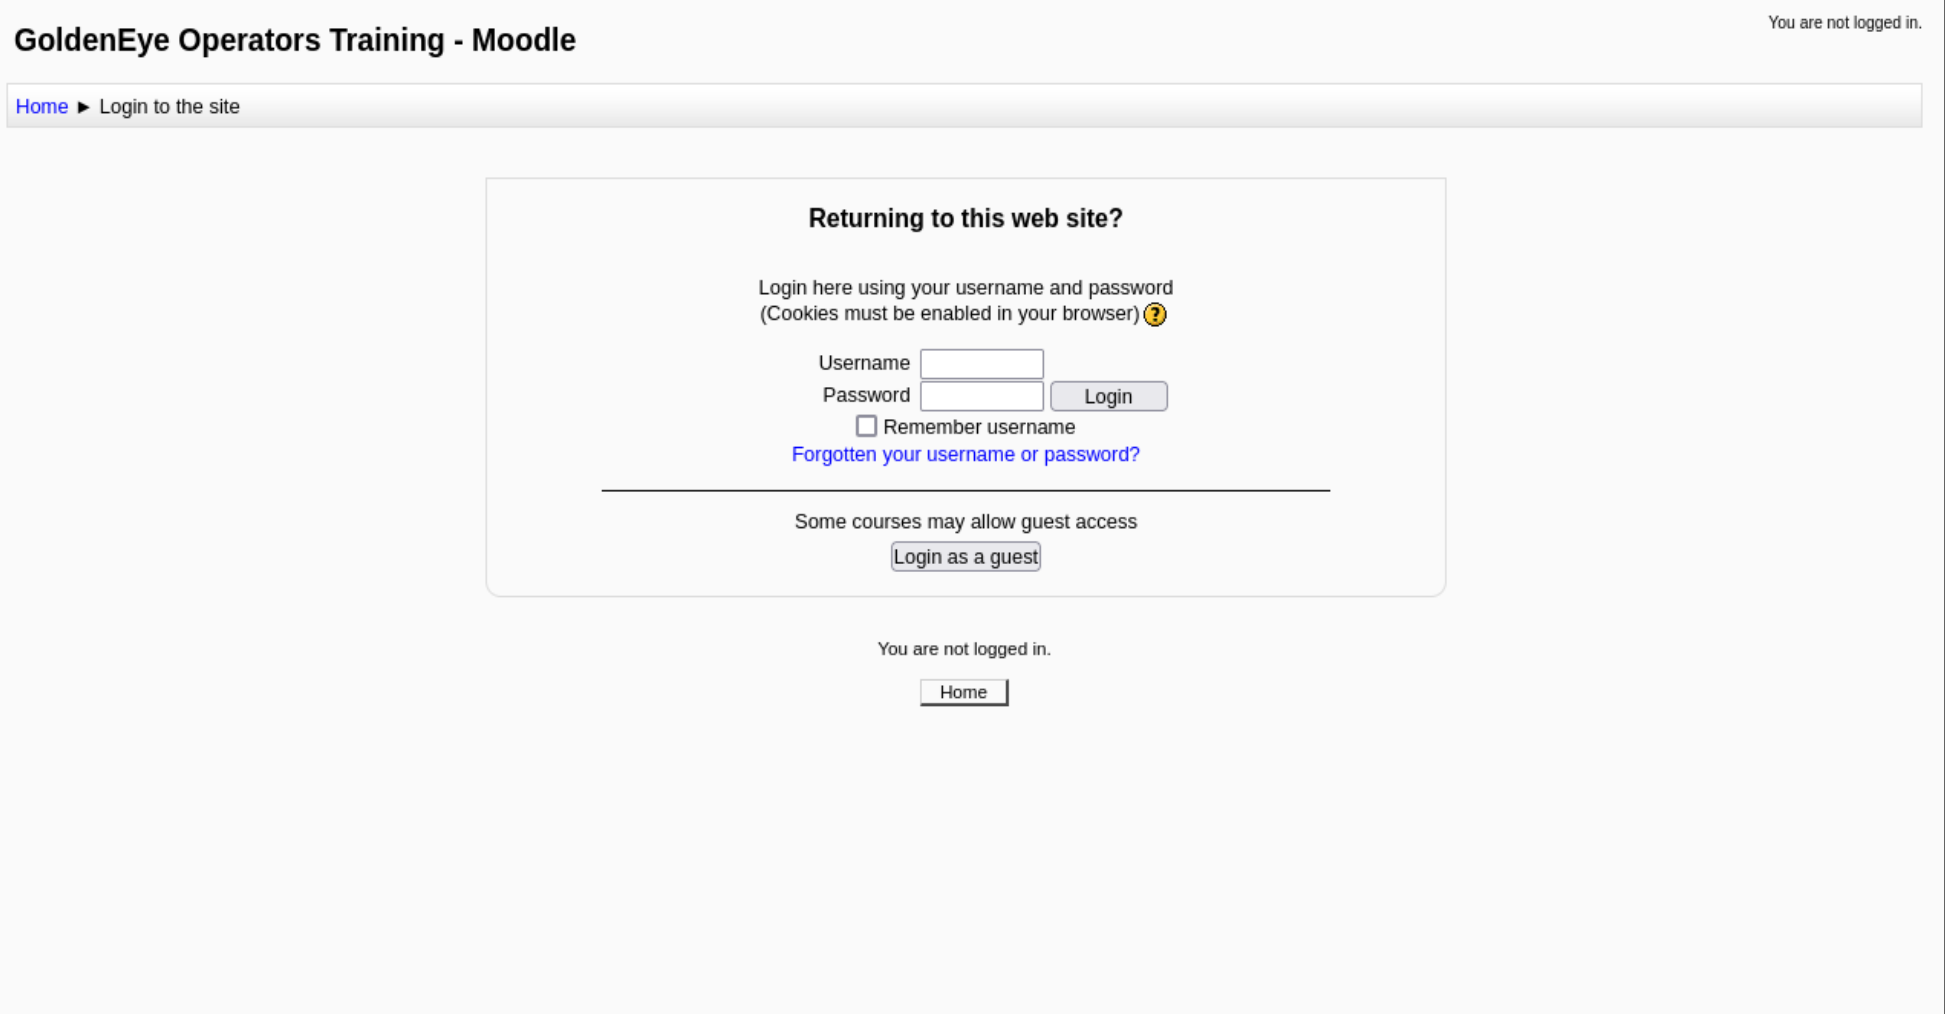 You are not logged in.
GoldenEye Operators Training - Moodle
Home ► Login to the site
Returning to this web site?
Login here using your username and password
(Cookies must be enabled in your browser) ?
Username
Password Login
Remember username
Forgotten your username or password?
Some courses may allow guest access
Login as a guest
You are not logged in.
Home